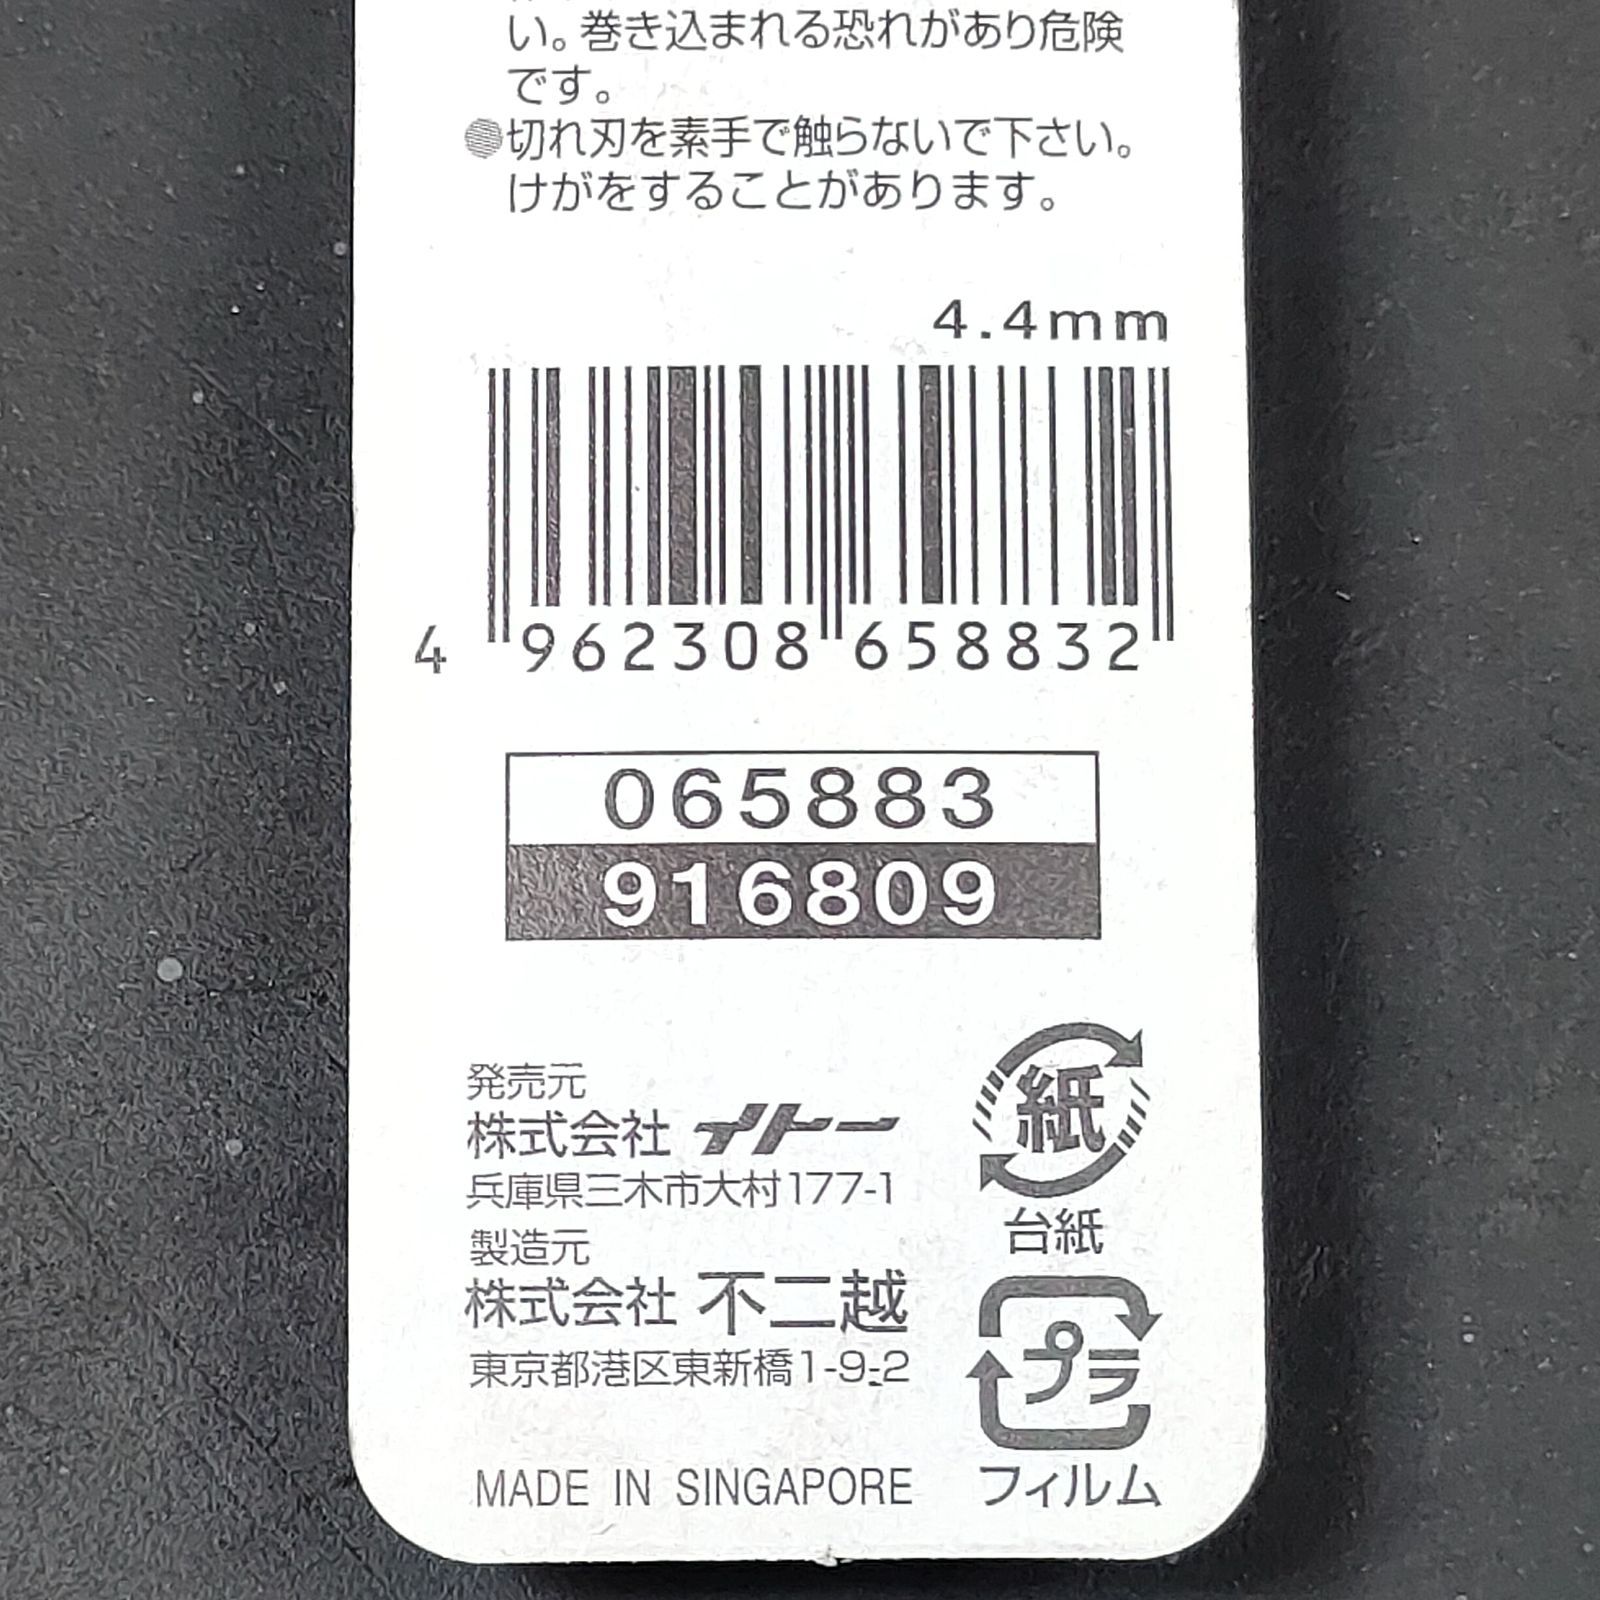 い。巻き込まれる恐れがあり危険
です。
●切れ刃を素手で触らないで下さい。
けがをすることがあります。
4.4mm
4 962308 658832
065883
916809
発売元
株式会社 イトー
兵庫県三木市大村177-1
製造元
株式会社 不二越
東京都港区東新橋1-9-2
MADE IN SINGAPORE
紙
台紙
プラ
フィルム